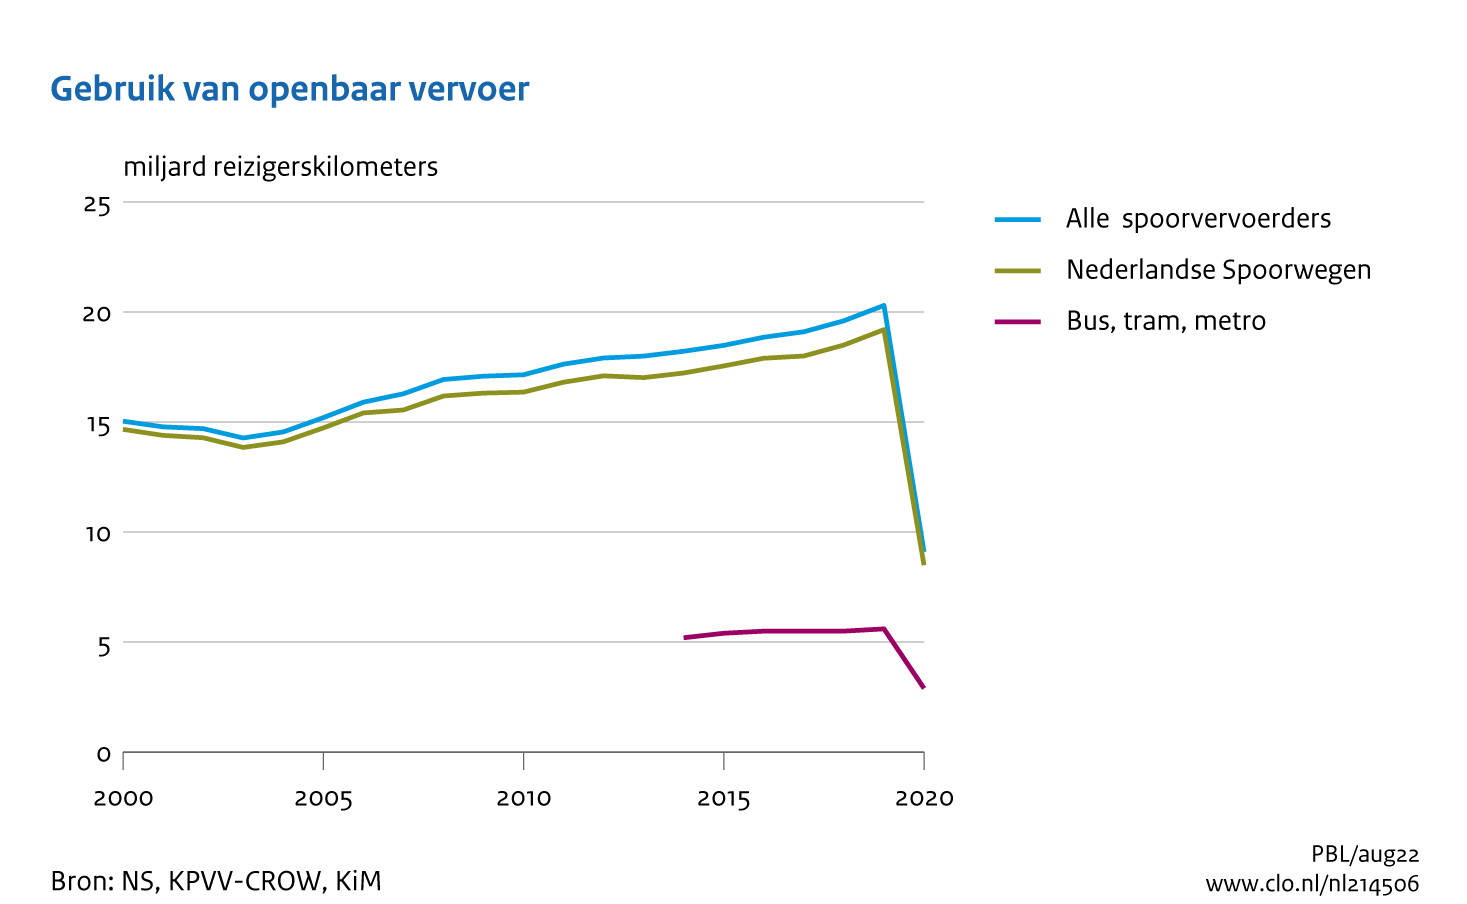 Gebruik van openbaar vervoer
miljard reizigerskilometers
25
20
15
10
5
0
2000 2005 2010 2015 2020
Alle spoorvervoerders
Nederlandse Spoorwegen
Bus, tram, metro
Bron: NS, KPVV-CROW, KiM
PBL/aug22
www.clo.nl/nl214506